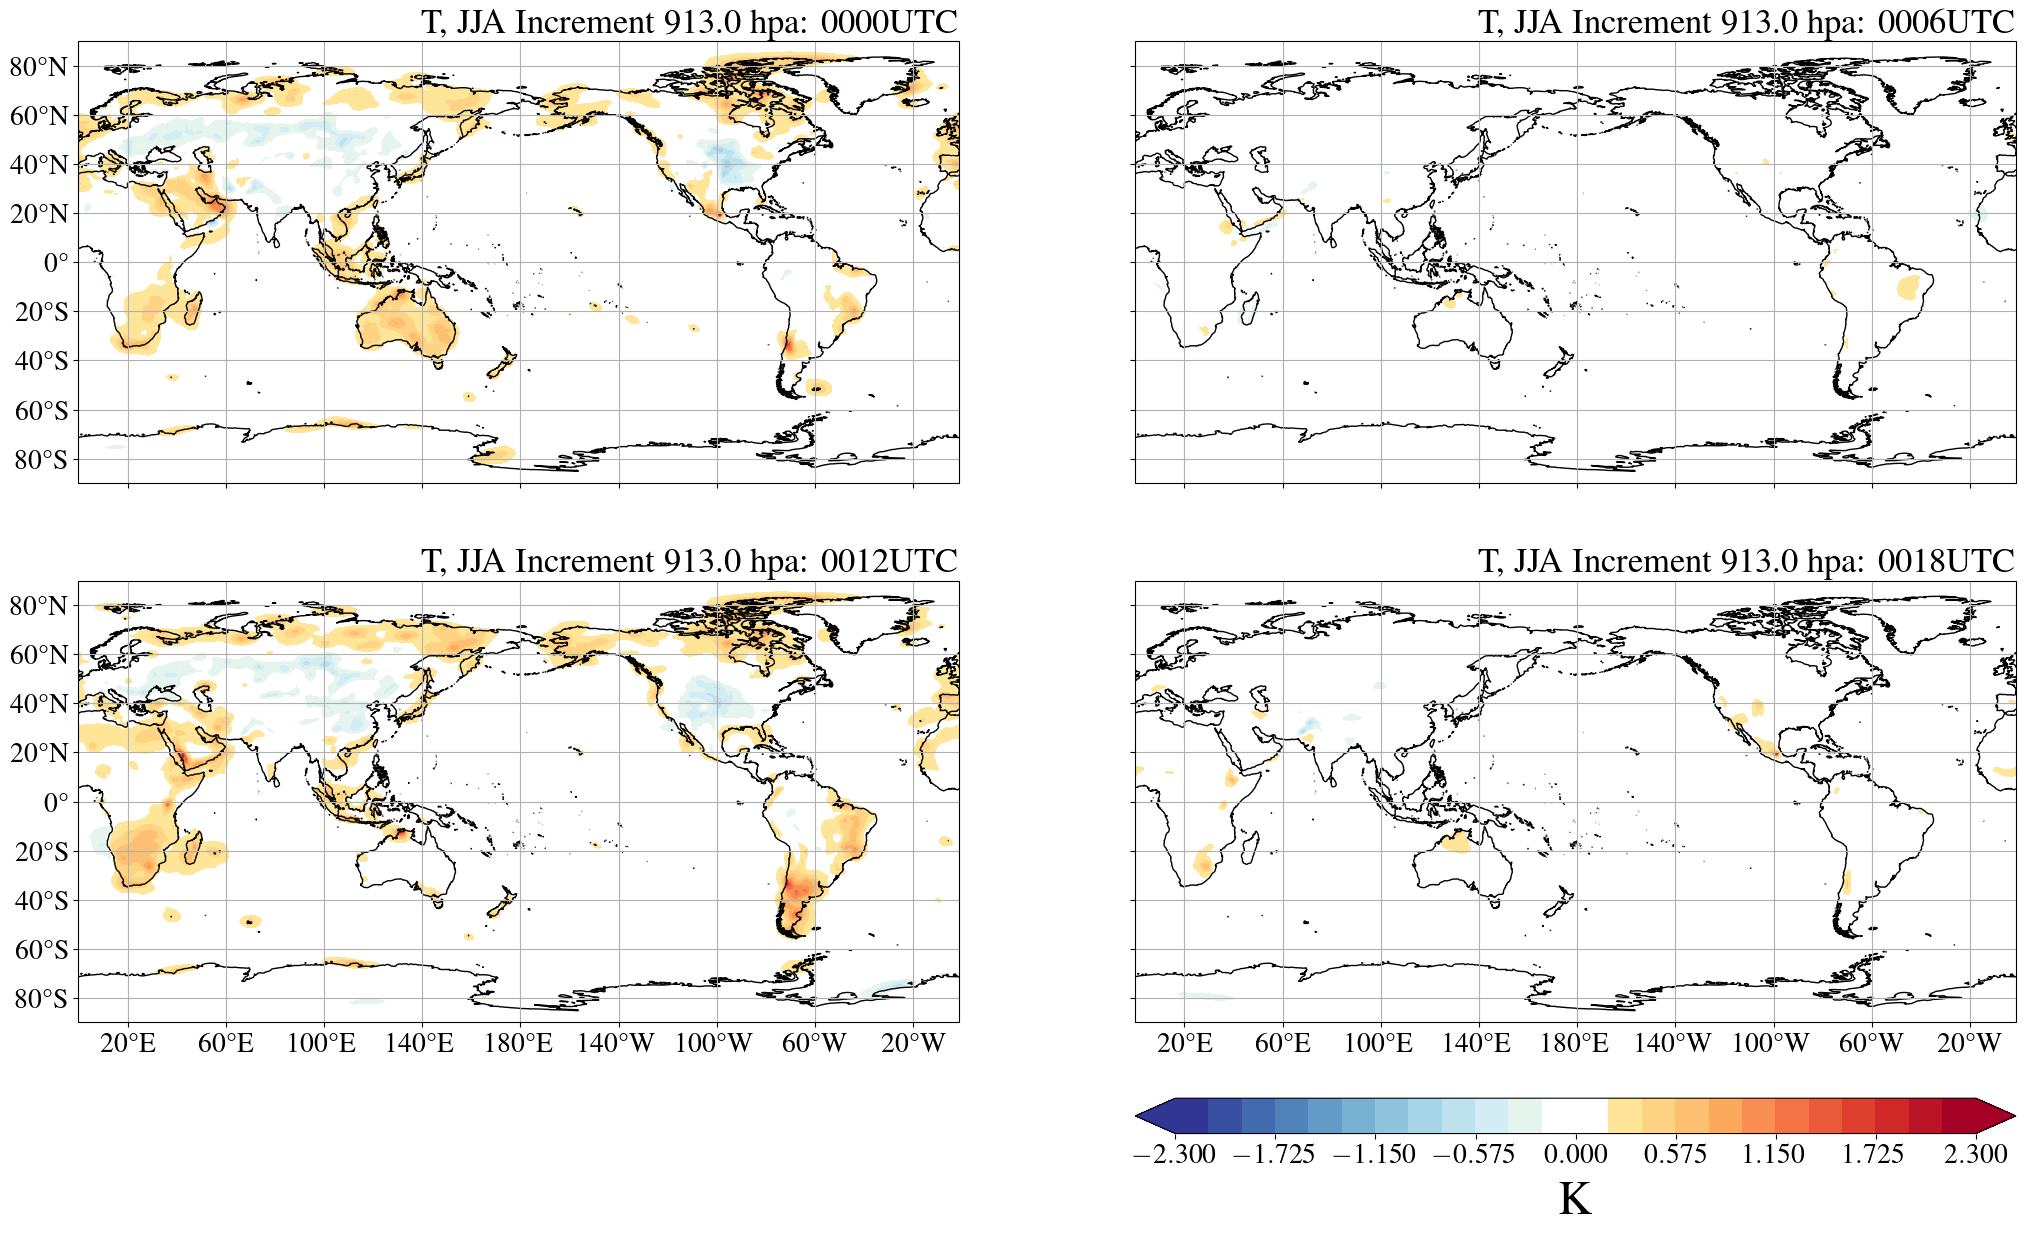 T, JJA Increment 913.0 hpa: 0000UTC
T, JJA Increment 913.0 hpa: 0006UTC
80°N
60°N
40°N
20°N
0°
20°S
40°S
60°S
80°S
T, JJA Increment 913.0 hpa: 0012UTC
T, JJA Increment 913.0 hpa: 0018UTC
80°N
60°N
40°N
20°N
0°
20°S
40°S
60°S
80°S
20°E 60°E 100°E 140°E 180°E 140°W 100°W 60°W 20°W
20°E 60°E 100°E 140°E 180°E 140°W 100°W 60°W 20°W
−2.300 −1.725 −1.150 −0.575 0.000 0.575 1.150 1.725 2.300
K